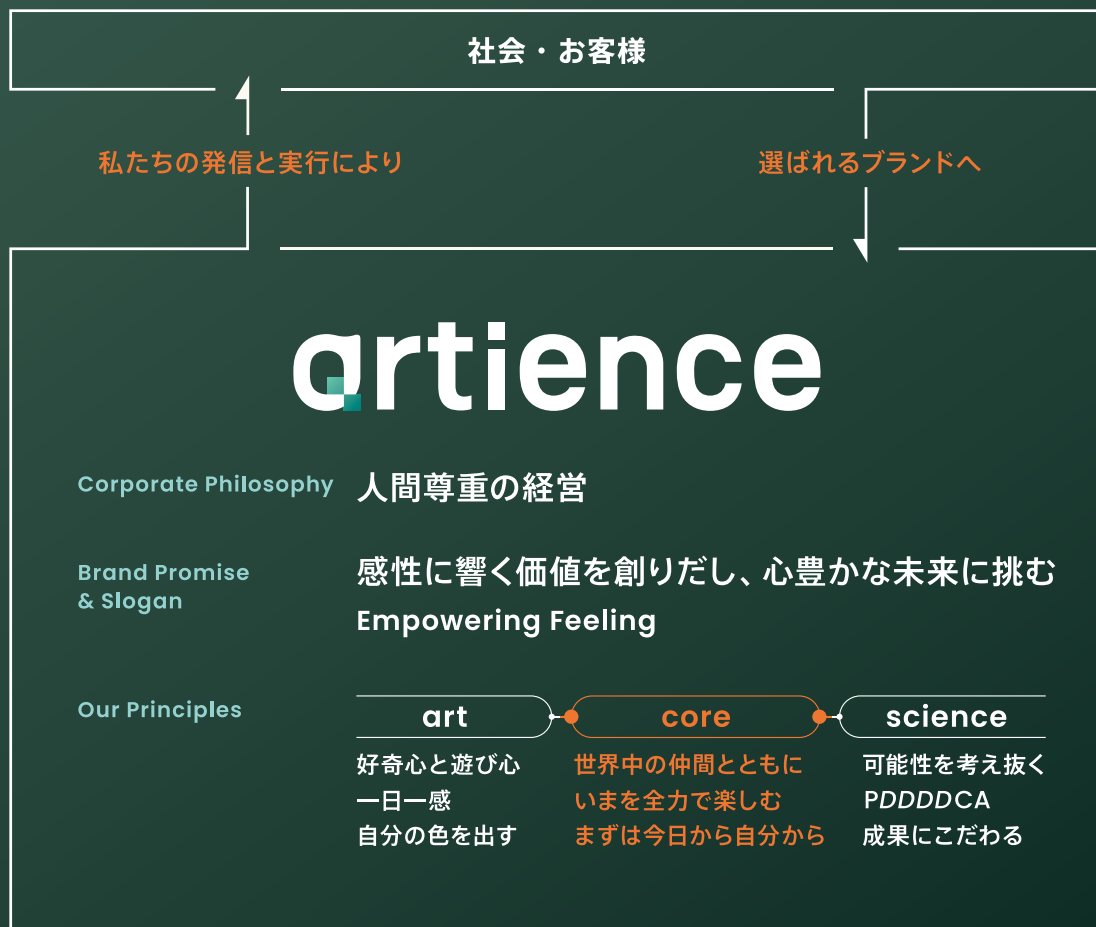 社会・お客様
私たちの発信と実行により
選ばれるブランドへ
artience
Corporate Philosophy
人間尊重の経営
Brand Promise
& Slogan
感性に響く価値を創りだし、心豊かな未来に挑む
Empowering Feeling
Our Principles
art
好奇心と遊び心
一日一感
自分の色を出す
core
世界中の仲間とともに
いまを全力で楽しむ
まずは今日から自分から
science
可能性を考え抜く
PDDDDCA
成果にこだわる